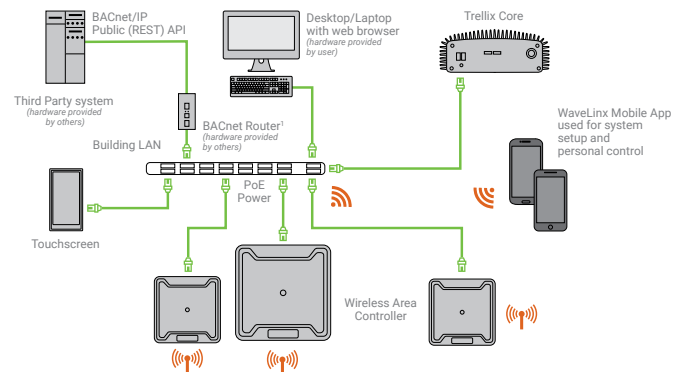 BACnet/IP
Public (REST) API
Desktop/Laptop
with web browser
(hardware provided
by user)
Trellix Core
Third Party system
(hardware provided
by others)
BACnet Router¹
(hardware provided
by others)
Building LAN
WaveLinx Mobile App
used for system
setup and
personal control
PoE
Power
Touchscreen
Wireless Area
Controller